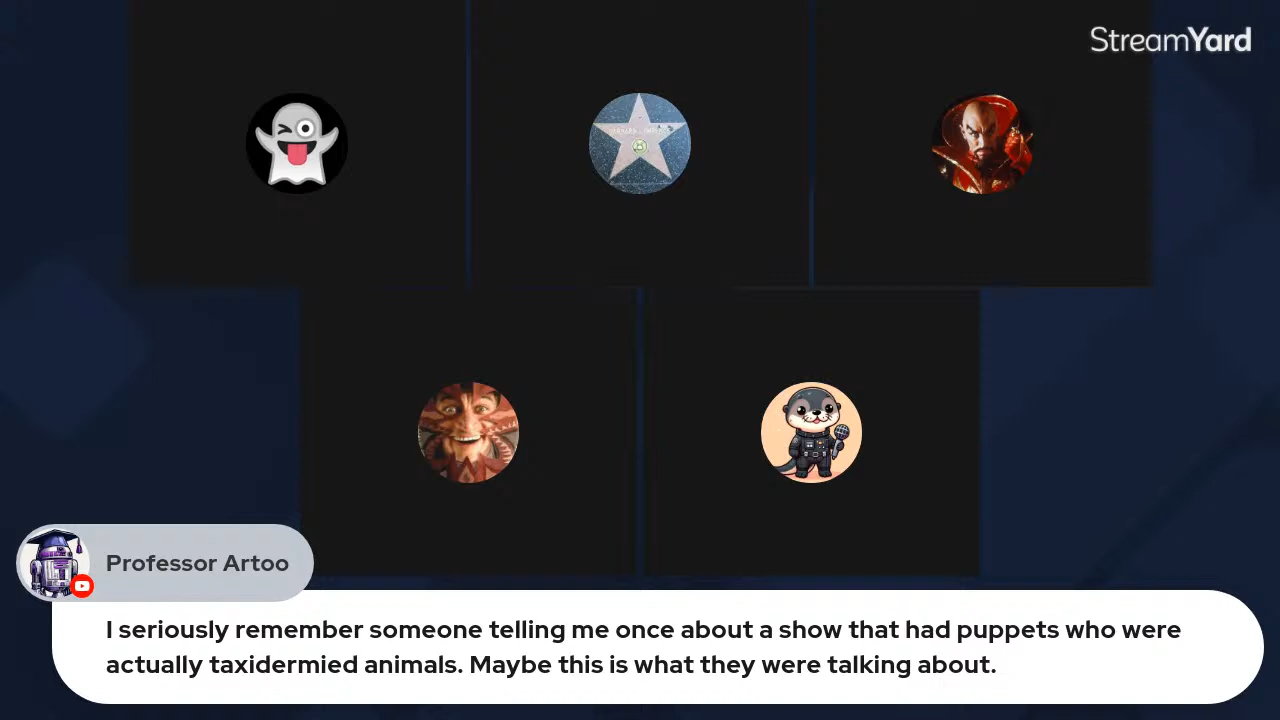 StreamYard
Professor Artoo
I seriously remember someone telling me once about a show that had puppets who were
actually taxidermied animals. Maybe this is what they were talking about.